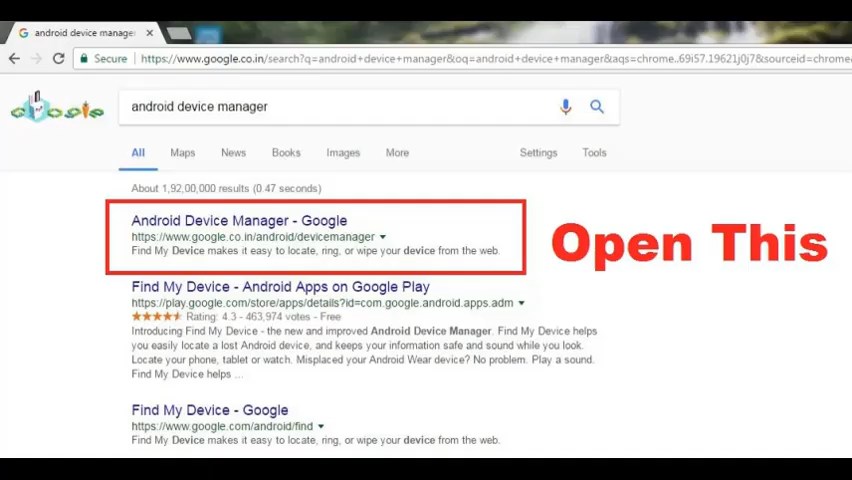 android device manager
Secure https://www.google.co.in/search?q=android+device+manager&oq=android+device+manager&aqs=chrome..69i57.19621j0j7&sourceid=chrome
Google
android device manager
All Maps News Books Images More Settings Tools
About 1,92,00,000 results (0.47 seconds)
Android Device Manager - Google
https://www.google.co.in/android/devicemanager
Find My Device makes it easy to locate, ring, or wipe your device from the web.
Open This
Find My Device - Android Apps on Google Play
https://play.google.com/store/apps/details?id=com.google.android.apps.adm
Rating: 4.3 - 463,974 votes - Free
Introducing Find My Device - the new and improved Android Device Manager. Find My Device helps
you easily locate a lost Android device, and keeps your information safe and sound while you look.
Locate your phone, tablet or watch. Misplaced your Android Wear device? No problem. Play a sound.
Find My Device helps ...
Find My Device - Google
https://www.google.com/android/find
Find My Device makes it easy to locate, ring, or wipe your device from the web.